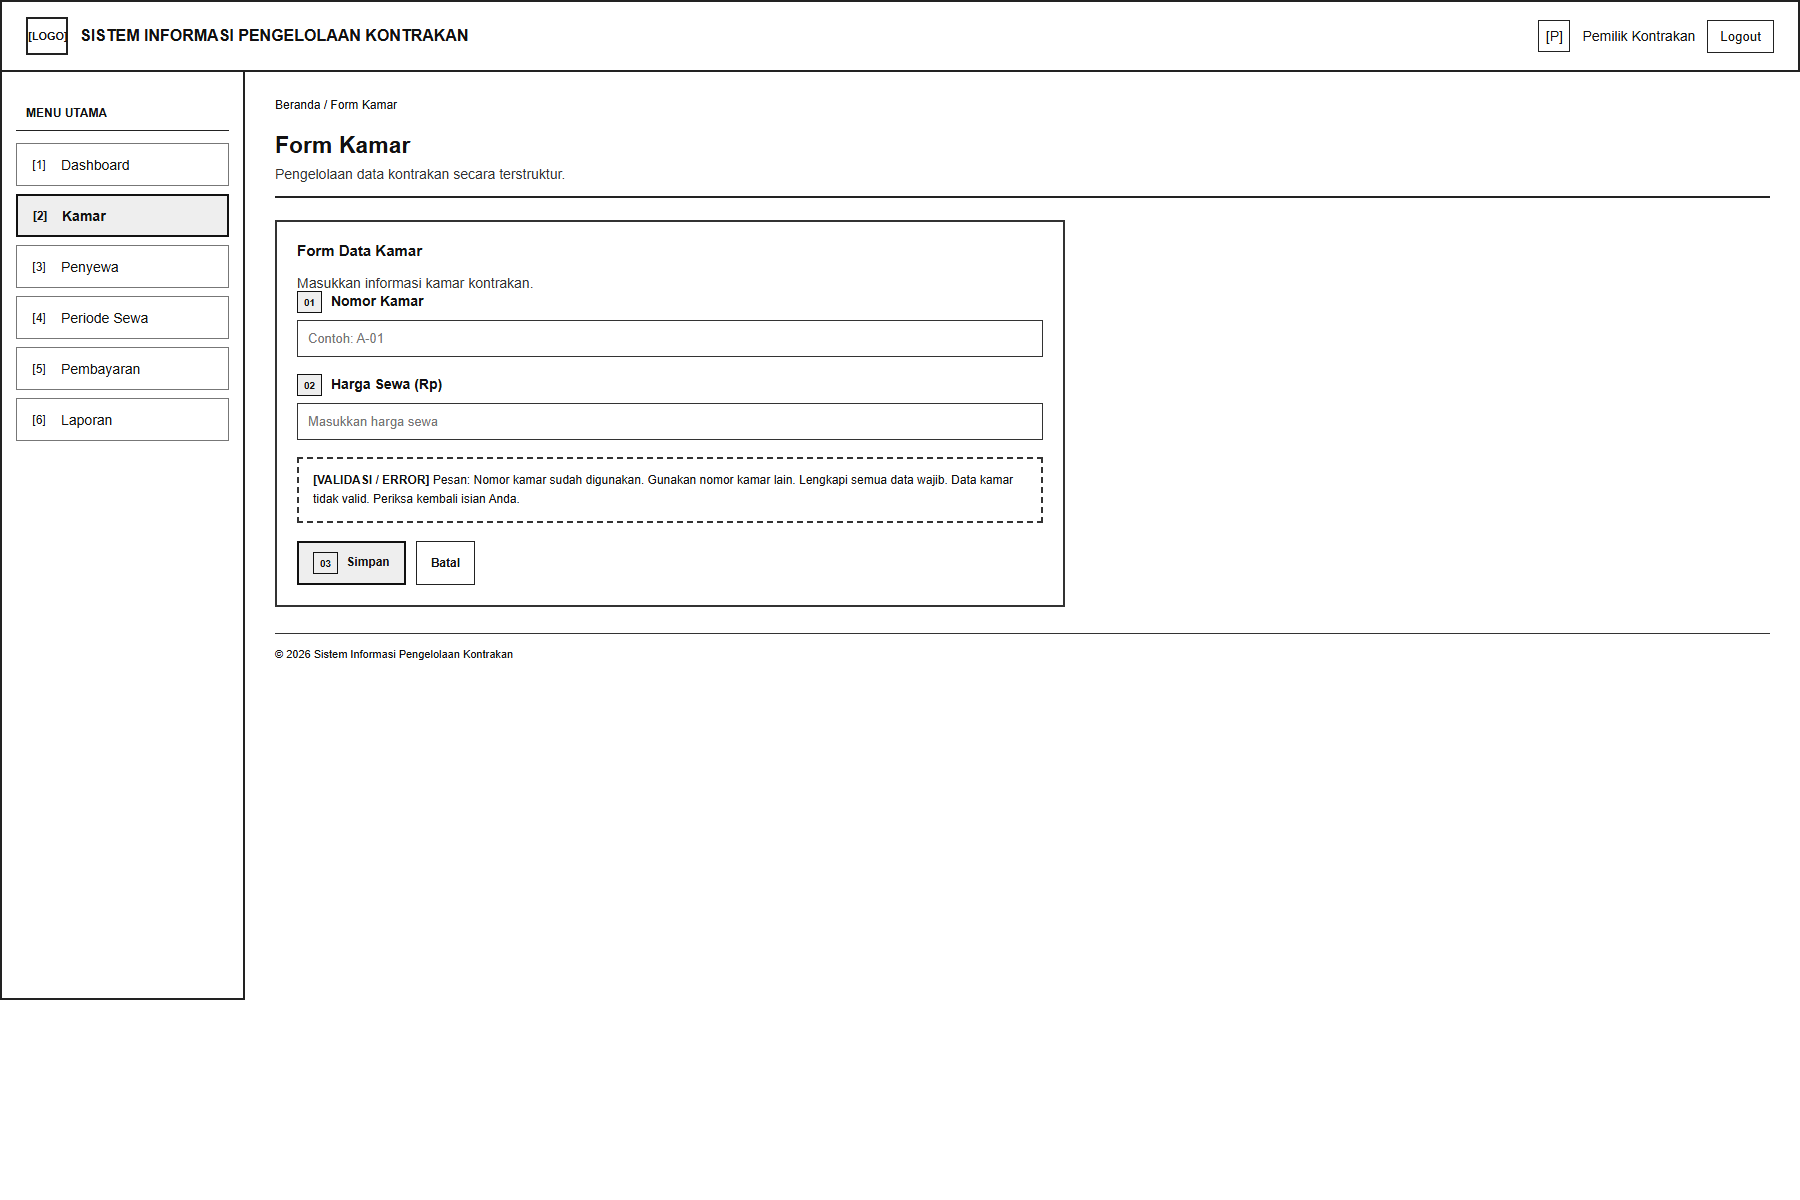 [LOGO] SISTEM INFORMASI PENGELOLAAN KONTRAKAN
[P] Pemilik Kontrakan Logout
MENU UTAMA
[1] Dashboard
[2] Kamar
[3] Penyewa
[4] Periode Sewa
[5] Pembayaran
[6] Laporan
Beranda / Form Kamar
Form Kamar
Pengelolaan data kontrakan secara terstruktur.
Form Data Kamar
Masukkan informasi kamar kontrakan.
01 Nomor Kamar
Contoh: A-01
02 Harga Sewa (Rp)
Masukkan harga sewa
[VALIDASI / ERROR] Pesan: Nomor kamar sudah digunakan. Gunakan nomor kamar lain. Lengkapi semua data wajib. Data kamar
tidak valid. Periksa kembali isian Anda.
03 Simpan Batal
© 2026 Sistem Informasi Pengelolaan Kontrakan